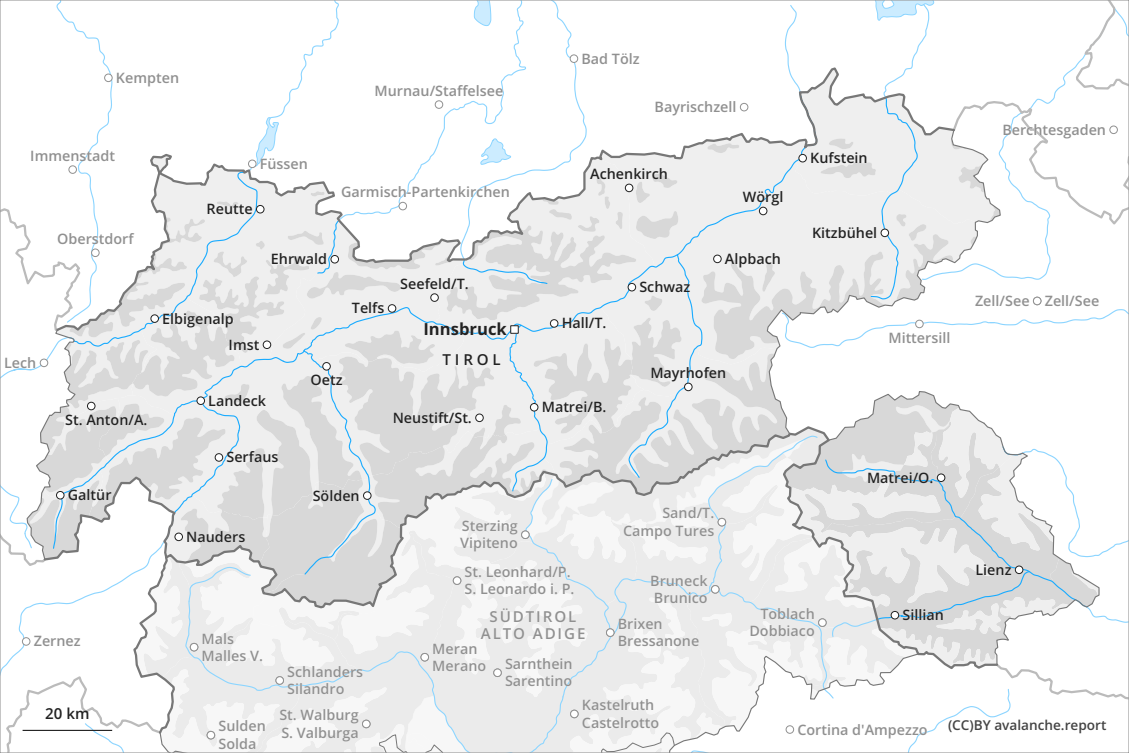 Kempten
Bad Tölz
Murnau/Staffelsee
Bayrischzell
Berchtesgaden
Immenstadt
Füssen
Kufstein
Achenkirch
Garmisch-Partenkirchen
Wörgl
Reutte
Kitzbühel
Oberstdorf
Ehrwald
Alpbach
Seefeld/T.
Schwaz
Telfs
Zell/See
Zell/See
Elbigenalp
Innsbruck
Hall/T.
Mittersill
Imst
TIROL
Lech
Oetz
Mayrhofen
Landeck
Matrei/B.
St. Anton/A.
Neustift/St.
Serfaus
Matrei/O.
Galtür
Sölden
Sand/T.
Campo Tures
Sterzing
Vipiteno
Nauders
Lienz
St. Leonhard/P.
S. Leonardo i. P.
Bruneck
Brunico
SÜDTIROL
ALTO ADIGE
Toblach
Dobbiaco
Sillian
Brixen
Bressanone
Zernez
Mals
Malles V.
Meran
Merano
Sarnthein
Sarentino
Schlanders
Silandro
20 km
St. Walburg
S. Valburga
Kastelruth
Castelrotto
Sulden
Solda
Cortina d'Ampezzo
(CC)BY avalanche.report